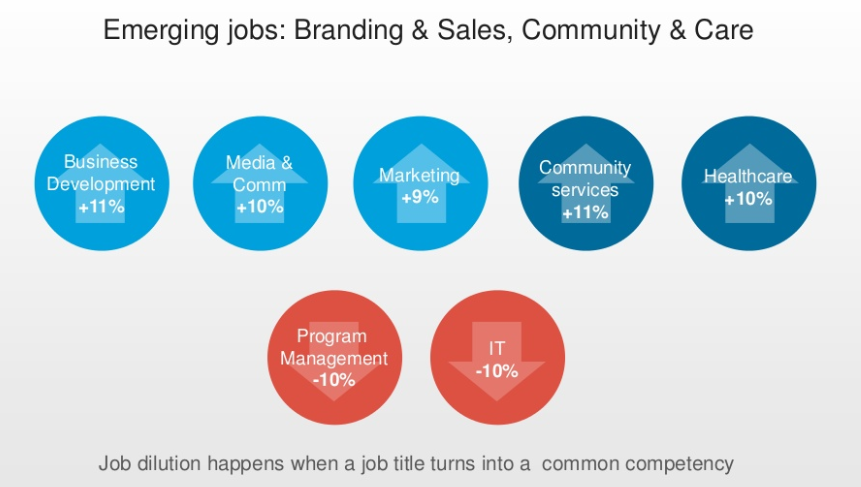 Emerging jobs: Branding & Sales, Community & Care
Business
Development
+11%
Media &
Comm
+10%
Marketing
+9%
Community
services
+11%
Healthcare
+10%
Program
Management
-10%
IT
-10%
Job dilution happens when a job title turns into a  common competency